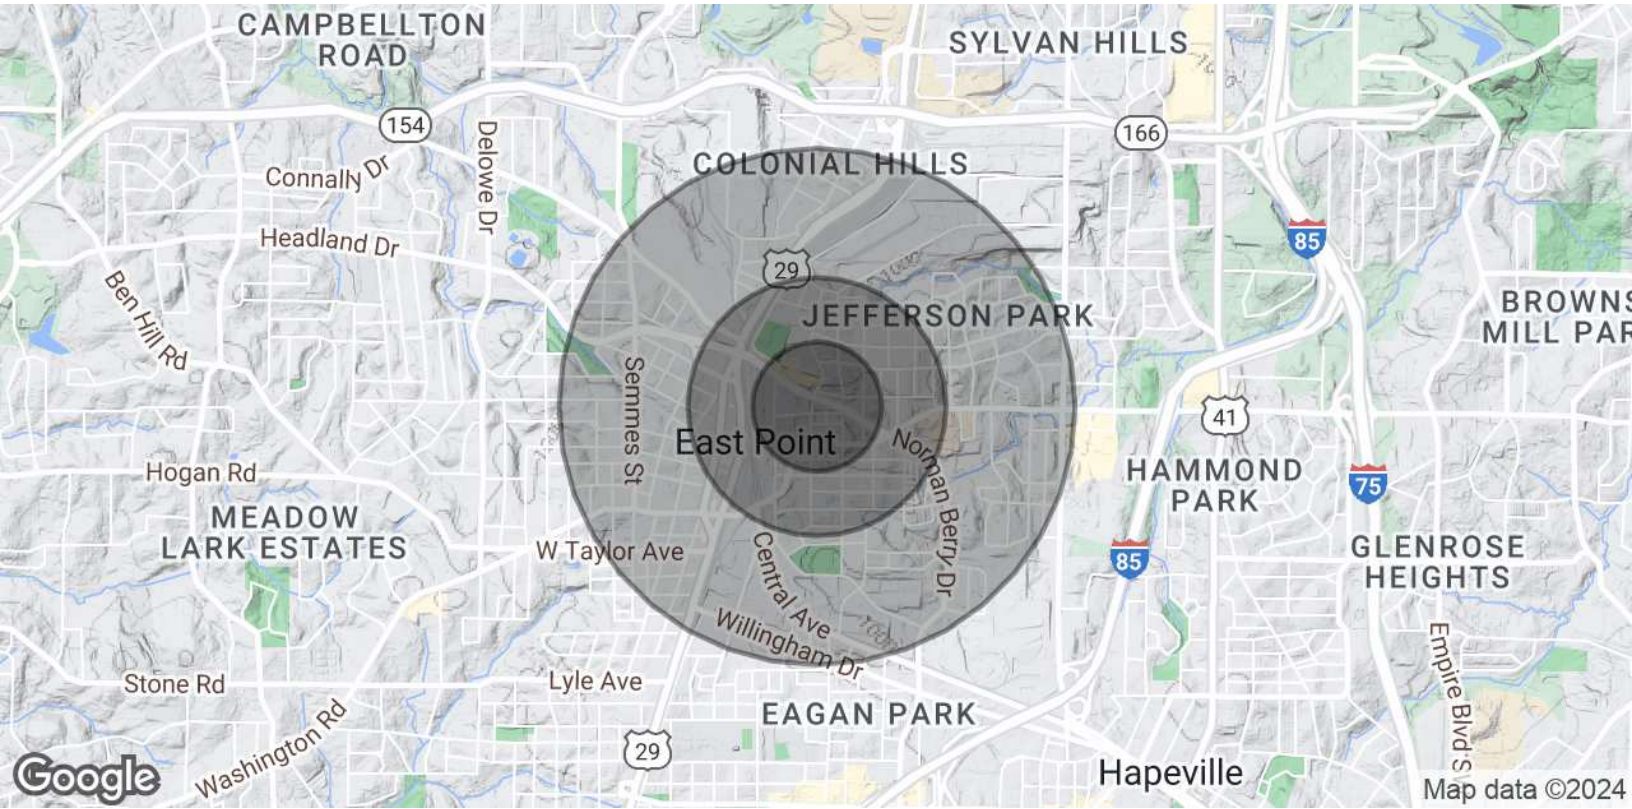 CAMPBELLTON
ROAD
SYLVAN HILLS
154
166
Connally Dr
Delowe Dr
COLONIAL HILLS
Headland Dr
85
29
Ben Hill Rd
JEFFERSON PARK
BROWNS
MILL PAR
Semmes St
41
East Point
Norman Berry Dr
Hogan Rd
HAMMOND
PARK
75
MEADOW
LARK ESTATES
W Taylor Ave
Central Ave
85
GLENROSE
HEIGHTS
Willingham Dr
Stone Rd
Lyle Ave
Empire Blvd S
EAGAN PARK
Washington Rd
29
Hapeville
Google
Map data ©2024